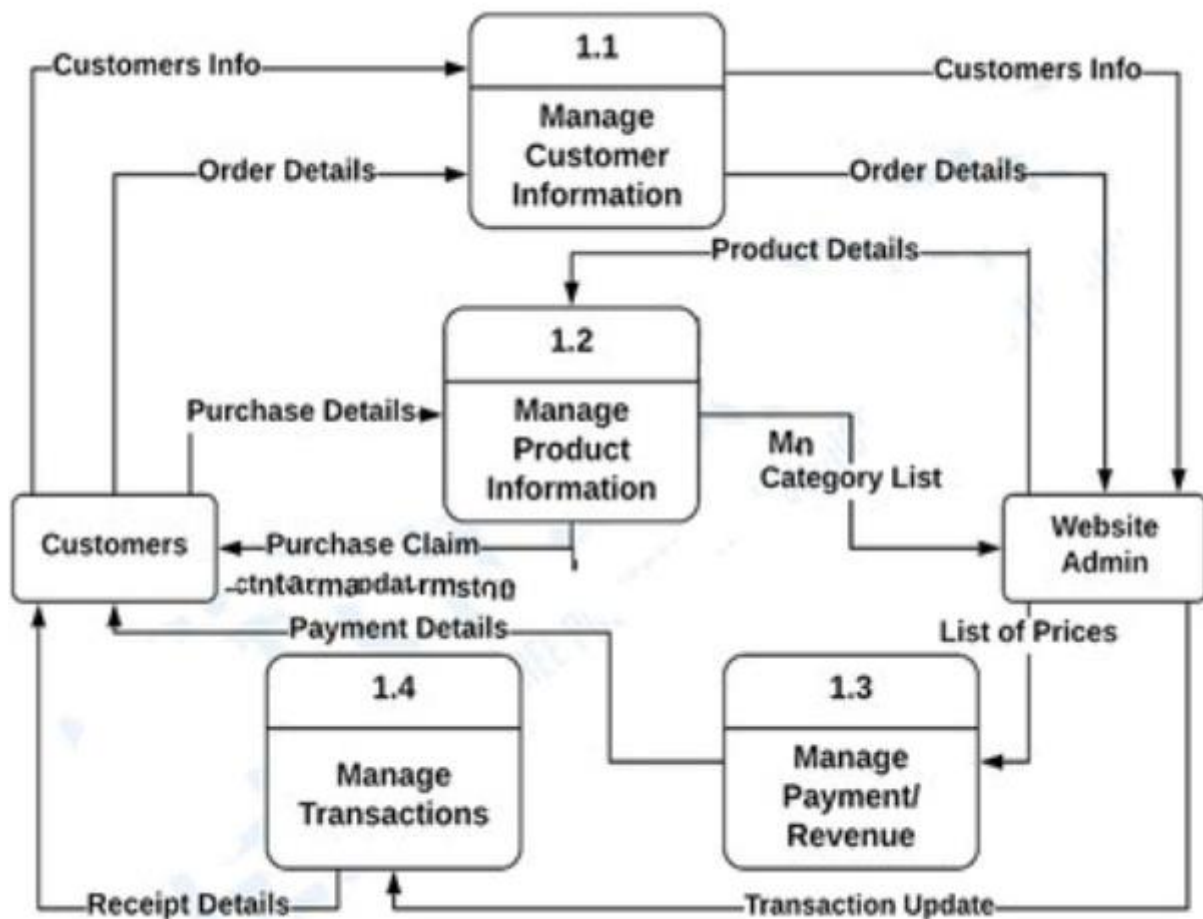 1.1
Customers Info
Customers Info
Manage
Customer
Information
Order Details
Order Details
Product Details
1.2
Purchase Details
Manage
Product
Information
Category List
Customers
Purchase Claim
Website
Admin
Payment Details
List of Prices
1.4
1.3
Manage
Transactions
Manage
Payment/
Revenue
Receipt Details
Transaction Update